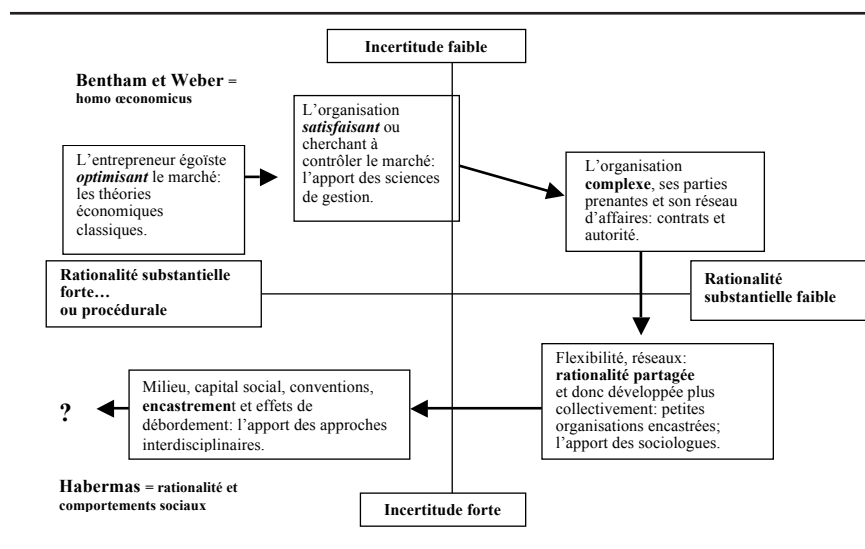 Incertitude faible
Bentham et Weber =
homo œconomicus
L’organisation
satisfaisant ou
cherchant à
contrôler le marché:
l’apport des sciences
de gestion.
L’entrepreneur égoïste
optimisant le marché:
les théories
économiques
classiques.
L’organisation
complexe, ses parties
prenantes et son réseau
d’affaires: contrats et
autorité.
Rationalité substantielle
forte…
ou procédurale
Rationalité
substantielle faible
Flexibilité, réseaux:
rationalité partagée
et donc développée plus
collectivement: petites
organisations encastrées;
l’apport des sociologues.
Milieu, capital social, conventions,
encastrement et effets de
débordement: l’apport des approches
interdisciplinaires.
?
Habermas = rationalité et
comportements sociaux
Incertitude forte